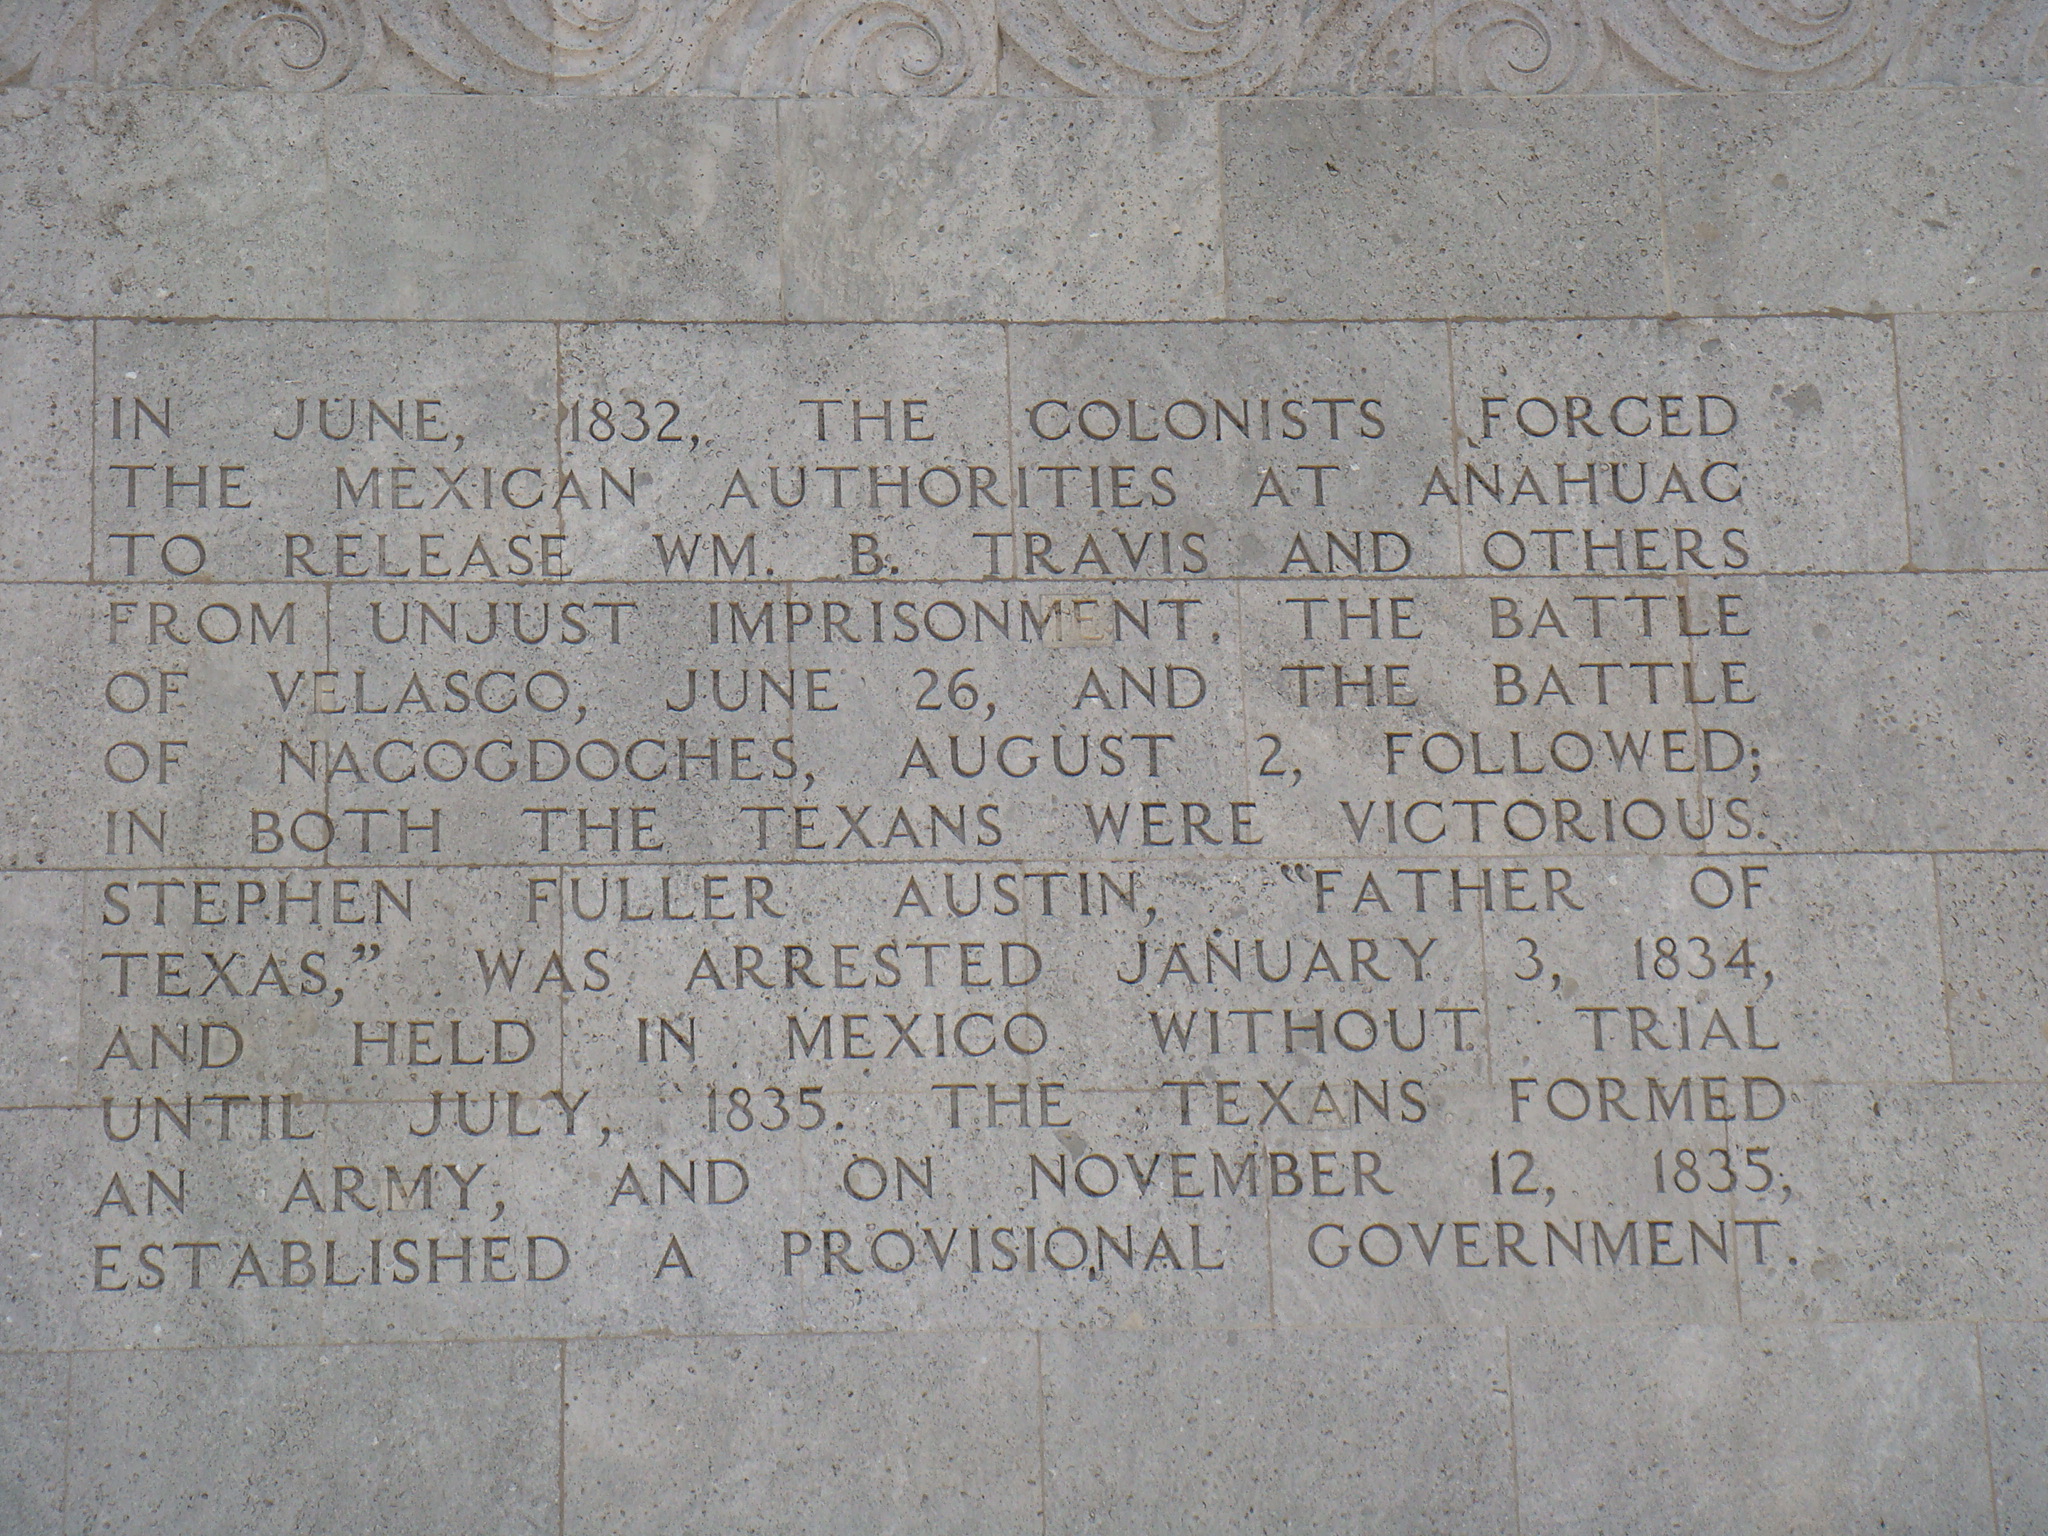 IN JUNE, 1832, THE COLONISTS FORCED
THE MEXICAN AUTHORITIES AT ANAHUAC
TO RELEASE WM. B. TRAVIS AND OTHERS
FROM UNJUST IMPRISONMENT. THE BATTLE
OF VELASCO, JUNE 26, AND THE BATTLE
OF NACOGDOCHES, AUGUST 2, FOLLOWED;
IN BOTH THE TEXANS WERE VICTORIOUS.
STEPHEN FULLER AUSTIN, “FATHER OF
TEXAS,” WAS ARRESTED JANUARY 3, 1834,
AND HELD IN MEXICO WITHOUT TRIAL
UNTIL JULY, 1835. THE TEXANS FORMED
AN ARMY, AND ON NOVEMBER 12, 1835,
ESTABLISHED A PROVISIONAL GOVERNMENT.